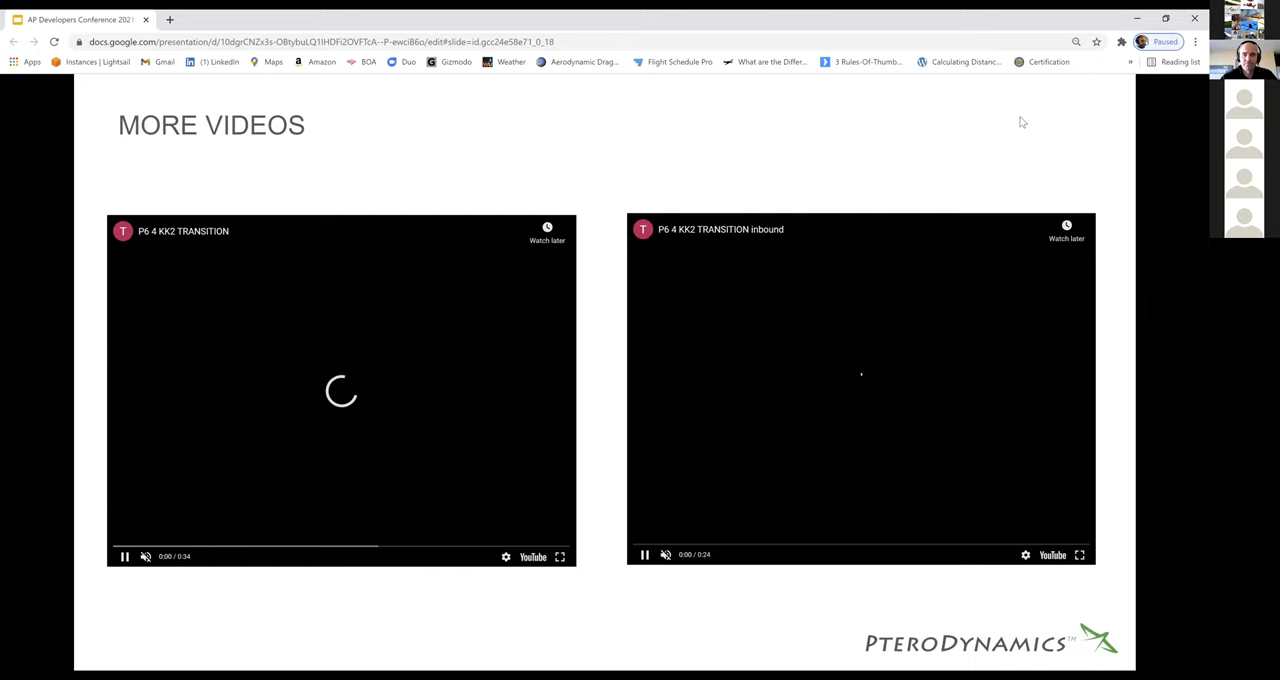 AP Developers Conference 2021
docs.google.com/presentation/d/10dgrCNZx3s-OBtybuLQ1IHDFi2OVFTcA--P-ewciB6o/edit#slide=id.gcc24e58e71_0_18
Paused
Apps
Instances | Lightsail
Gmail
(1) LinkedIn
Maps
Amazon
BOA
Duo
Gizmodo
Weather
Aerodynamic Drag...
Flight Schedule Pro
What are the Differ...
3 Rules-Of-Thumb...
Calculating Distanc...
Certification
»
Reading list
MORE VIDEOS
T P6 4 KK2 TRANSITION
Watch later
0:00 / 0:34
YouTube
T P6 4 KK2 TRANSITION inbound
Watch later
0:00 / 0:24
YouTube
PTERODYNAMICS™